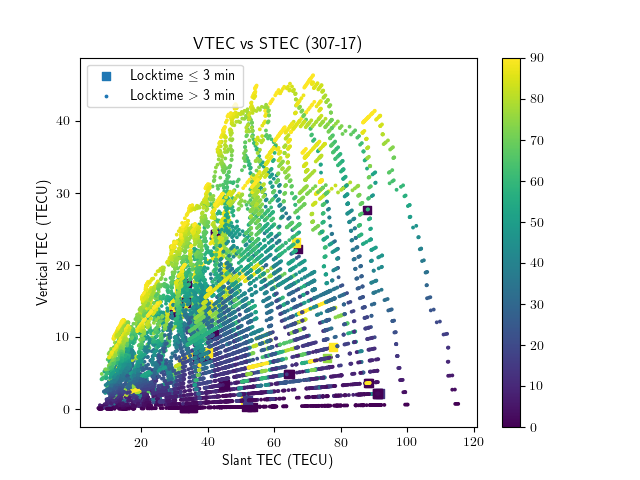 VTEC vs STEC (307-17)
Locktime ≤ 3 min
Locktime > 3 min
Vertical TEC (TECU)
40
30
20
10
0
20 40 60 80 100 120
Slant TEC (TECU)
90
80
70
60
50
40
30
20
10
0